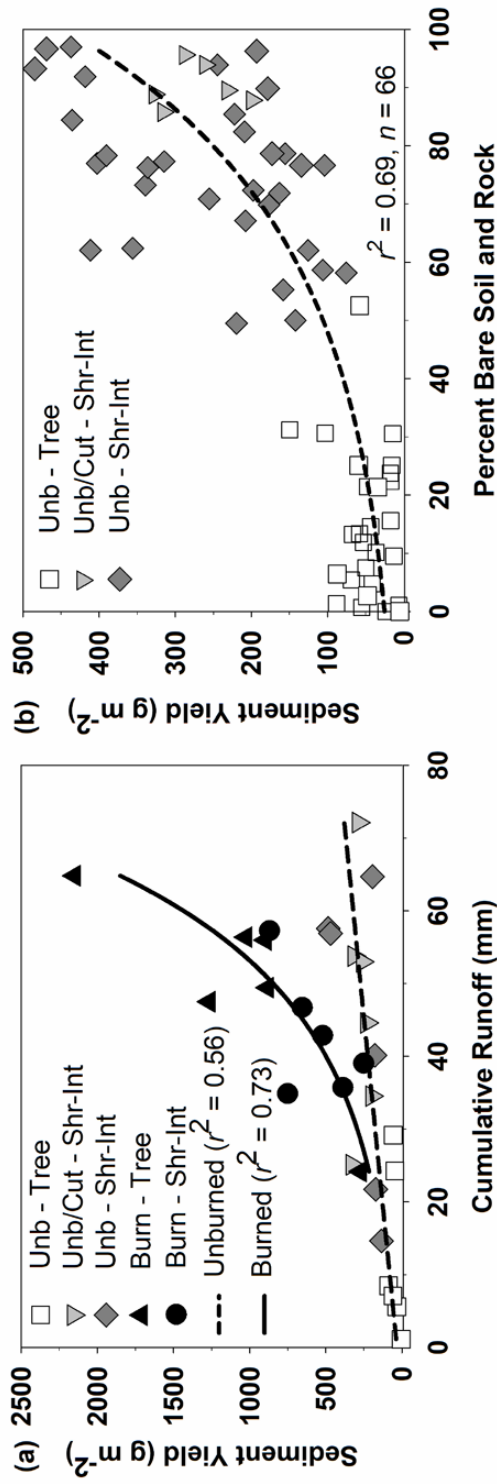 (a)
Sediment Yield (g m⁻²)
2500
2000
1500
1000
500
0
Unb - Tree
Unb/Cut - Shr-Int
Unb - Shr-Int
Burn - Tree
Burn - Shr-Int
Unburned (r² = 0.56)
Burned (r² = 0.73)
0 20 40 60 80
Cumulative Runoff (mm)
(b)
Sediment Yield (g m⁻²)
500
400
300
200
100
0
Unb - Tree
Unb/Cut - Shr-Int
Unb - Shr-Int
r² = 0.69, n = 66
0 20 40 60 80 100
Percent Bare Soil and Rock